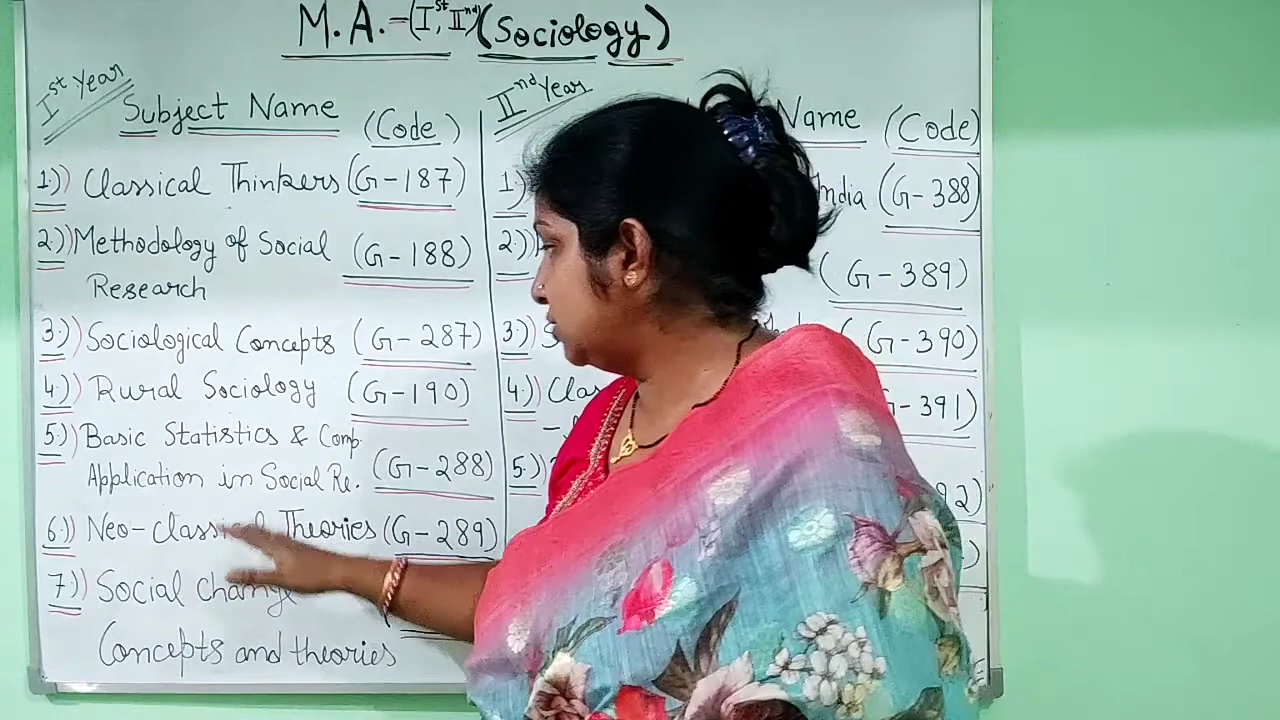 M.A.-(Ist, IInd)(Sociology)
Ist Year
Subject Name (Code)
1.) Classical Thinkers (G-187)
2.) Methodology of Social (G-188)
Research
3.) Sociological Concepts (G-287)
4.) Rural Sociology (G-190)
5.) Basic Statistics & Comp.
Application in Social Re. (G-288)
6.) Neo-classical Theories (G-289)
7.) Social Change
Concepts and theories
IInd Year
Name (Code)
1.) India (G-388)
2.) (G-389)
3.) (G-390)
4.) -391)
5.) 92)